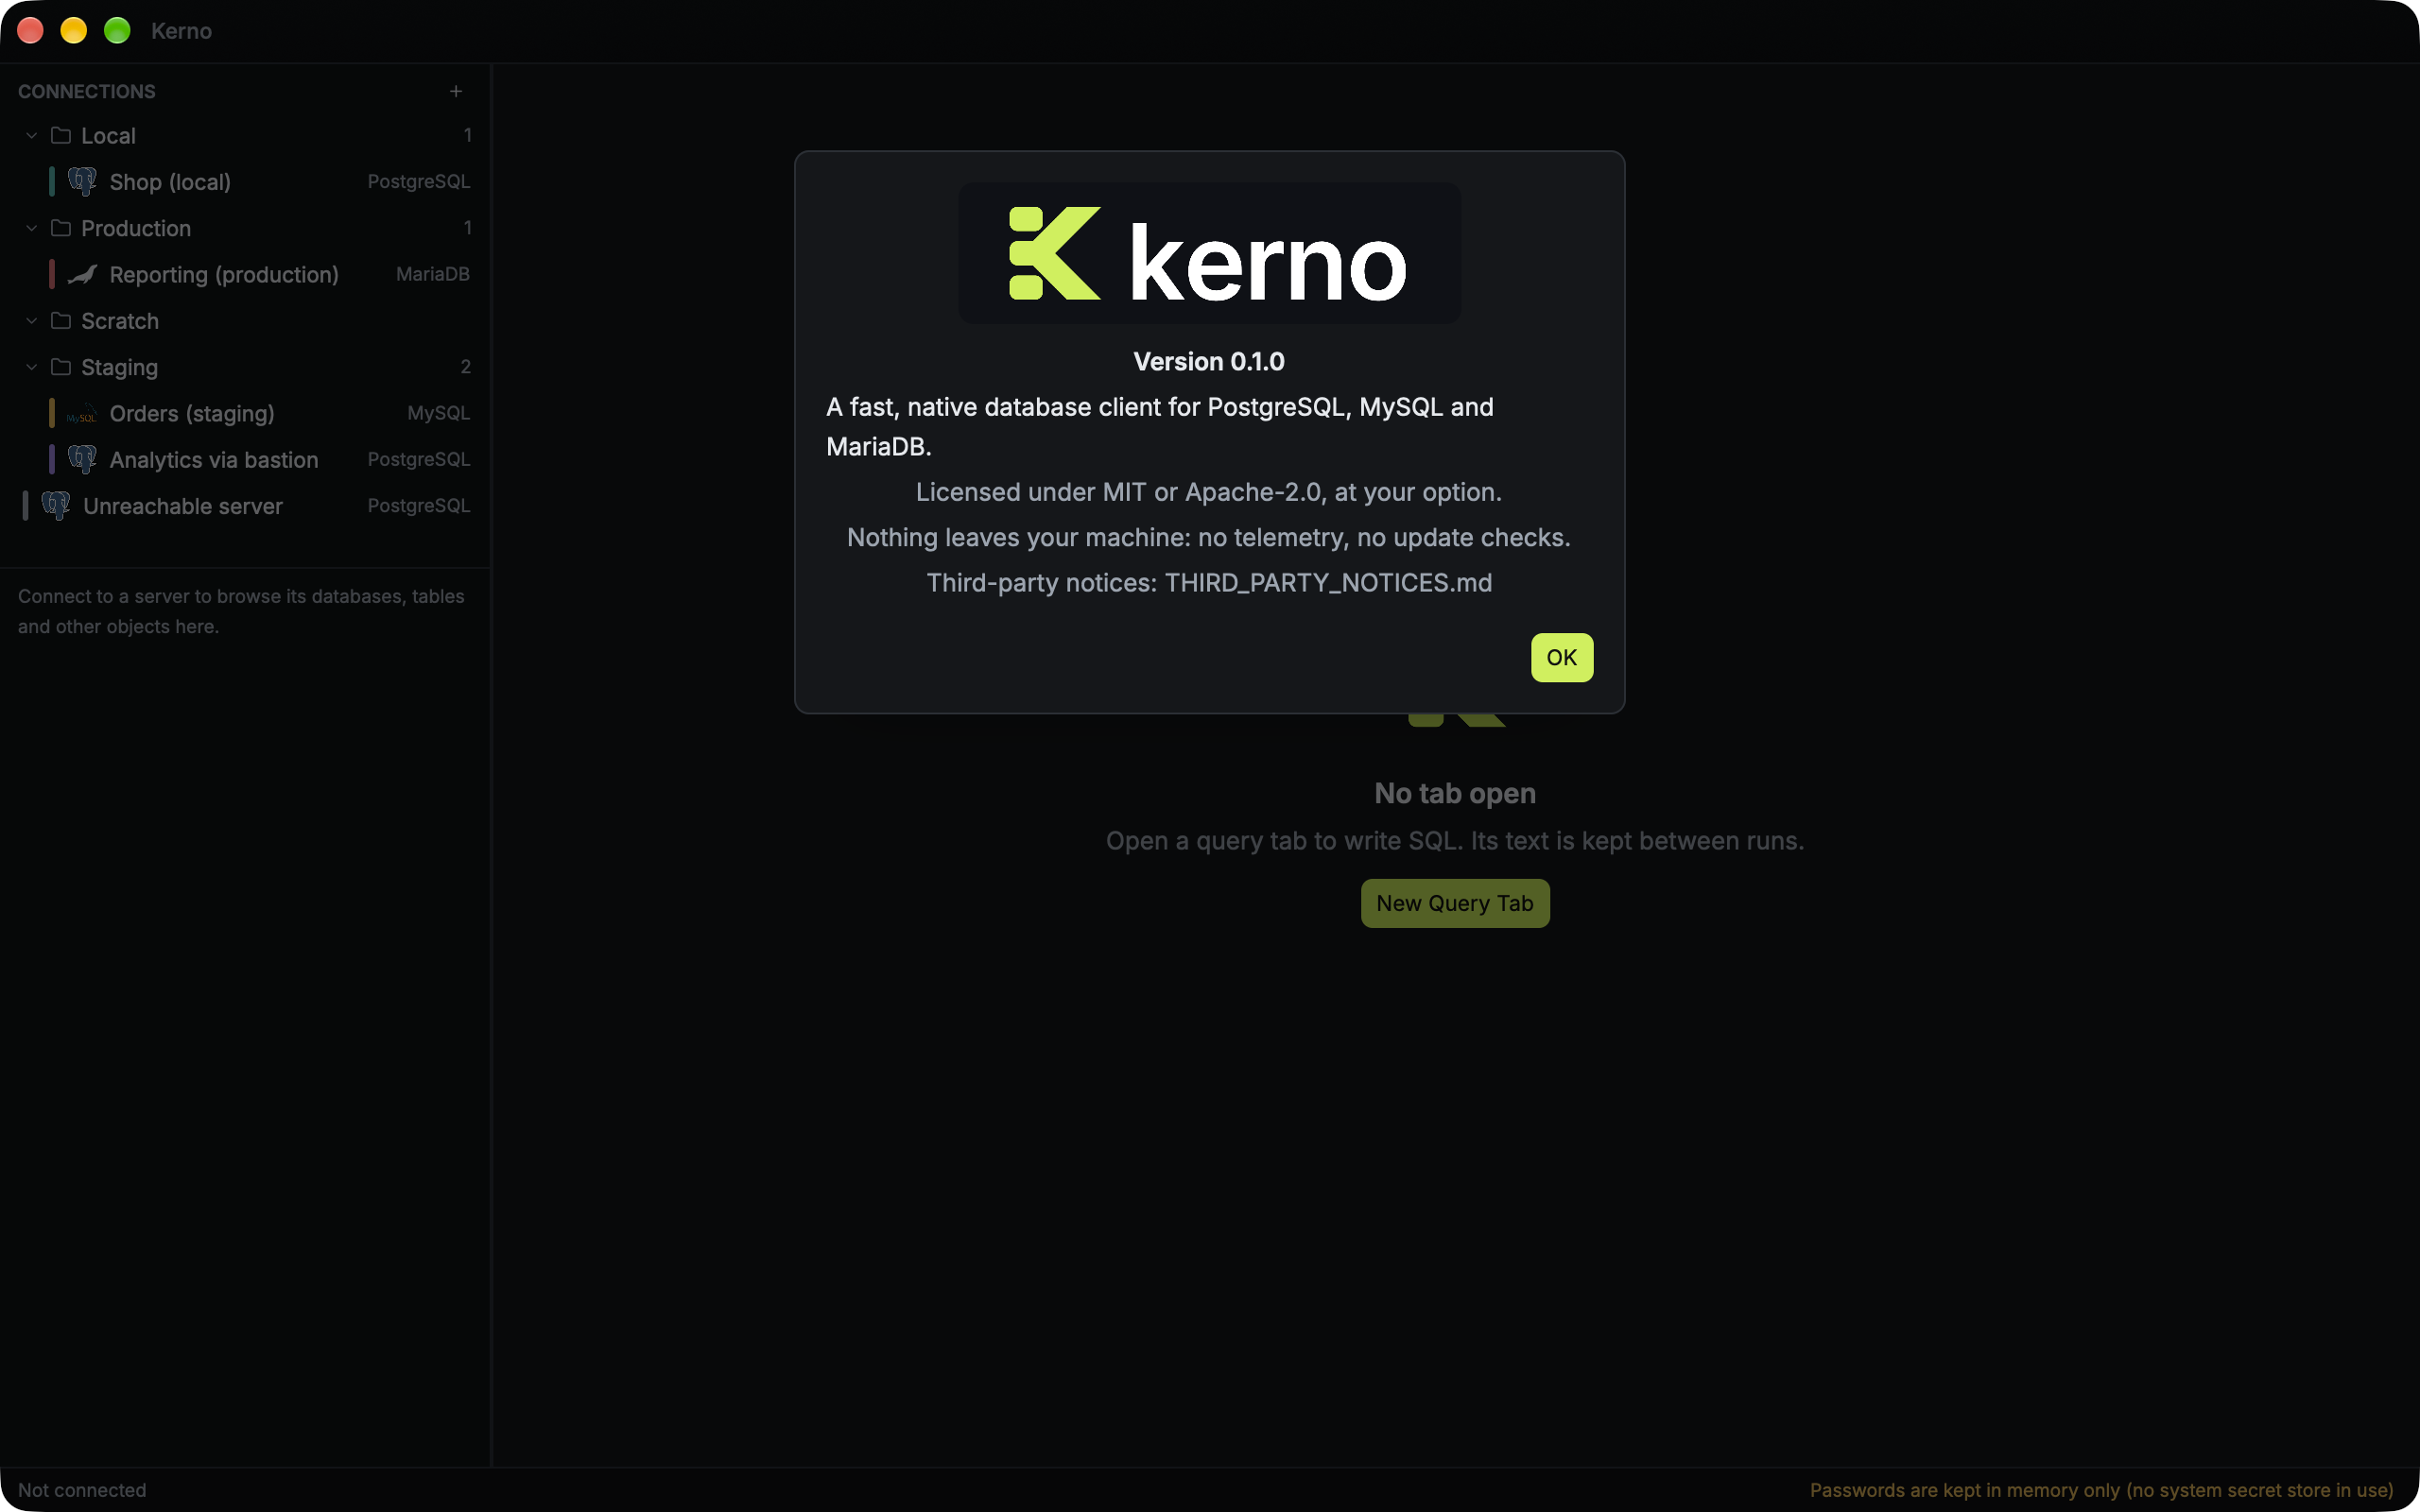 Kerno
CONNECTIONS
Local 1
Shop (local) PostgreSQL
Production 1
Reporting (production) MariaDB
Scratch
Staging 2
MySQL Orders (staging) MySQL
Analytics via bastion PostgreSQL
Unreachable server PostgreSQL
Connect to a server to browse its databases, tables
and other objects here.
kerno
Version 0.1.0
A fast, native database client for PostgreSQL, MySQL and
MariaDB.
Licensed under MIT or Apache-2.0, at your option.
Nothing leaves your machine: no telemetry, no update checks.
Third-party notices: THIRD_PARTY_NOTICES.md
OK
No tab open
Open a query tab to write SQL. Its text is kept between runs.
New Query Tab
Not connected
Passwords are kept in memory only (no system secret store in use)